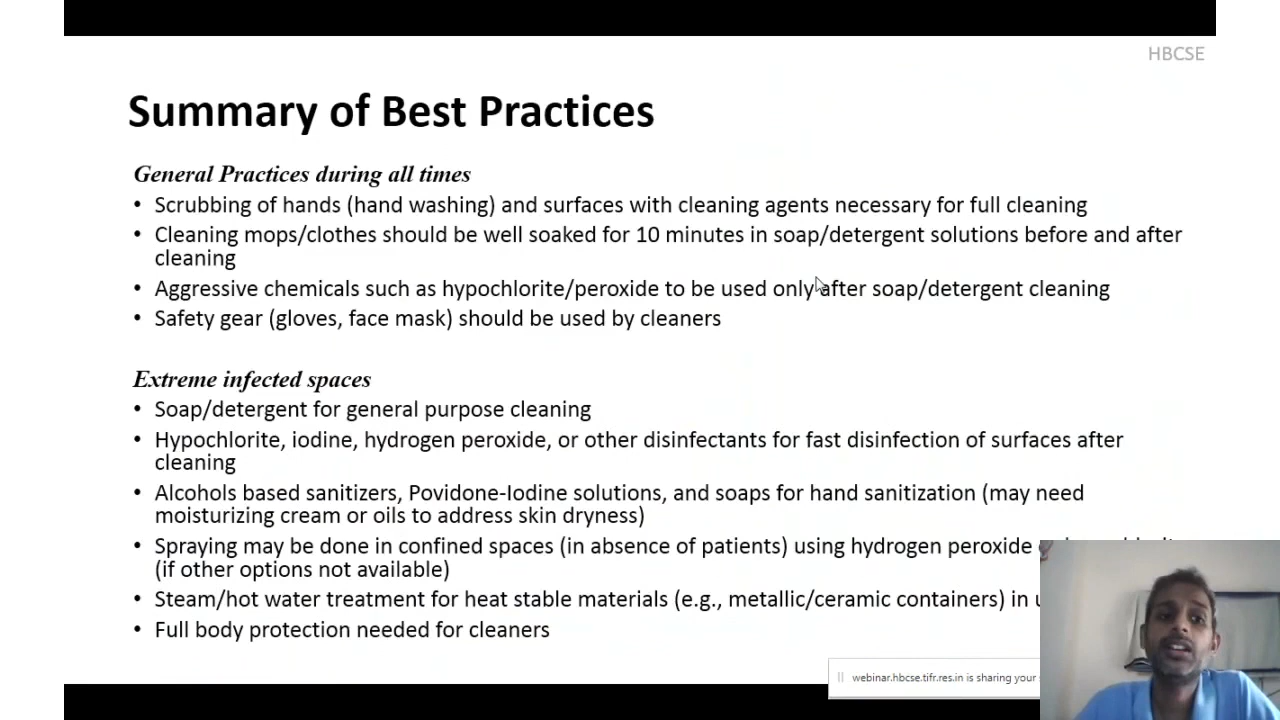 HBCSE
Summary of Best Practices
General Practices during all times
• Scrubbing of hands (hand washing) and surfaces with cleaning agents necessary for full cleaning
• Cleaning mops/clothes should be well soaked for 10 minutes in soap/detergent solutions before and after
cleaning
• Aggressive chemicals such as hypochlorite/peroxide to be used only after soap/detergent cleaning
• Safety gear (gloves, face mask) should be used by cleaners
Extreme infected spaces
• Soap/detergent for general purpose cleaning
• Hypochlorite, iodine, hydrogen peroxide, or other disinfectants for fast disinfection of surfaces after
cleaning
• Alcohols based sanitizers, Povidone-Iodine solutions, and soaps for hand sanitization (may need
moisturizing cream or oils to address skin dryness)
• Spraying may be done in confined spaces (in absence of patients) using hydrogen peroxide
(if other options not available)
• Steam/hot water treatment for heat stable materials (e.g., metallic/ceramic containers) in
• Full body protection needed for cleaners
webinar.hbcse.tifr.res.in is sharing your